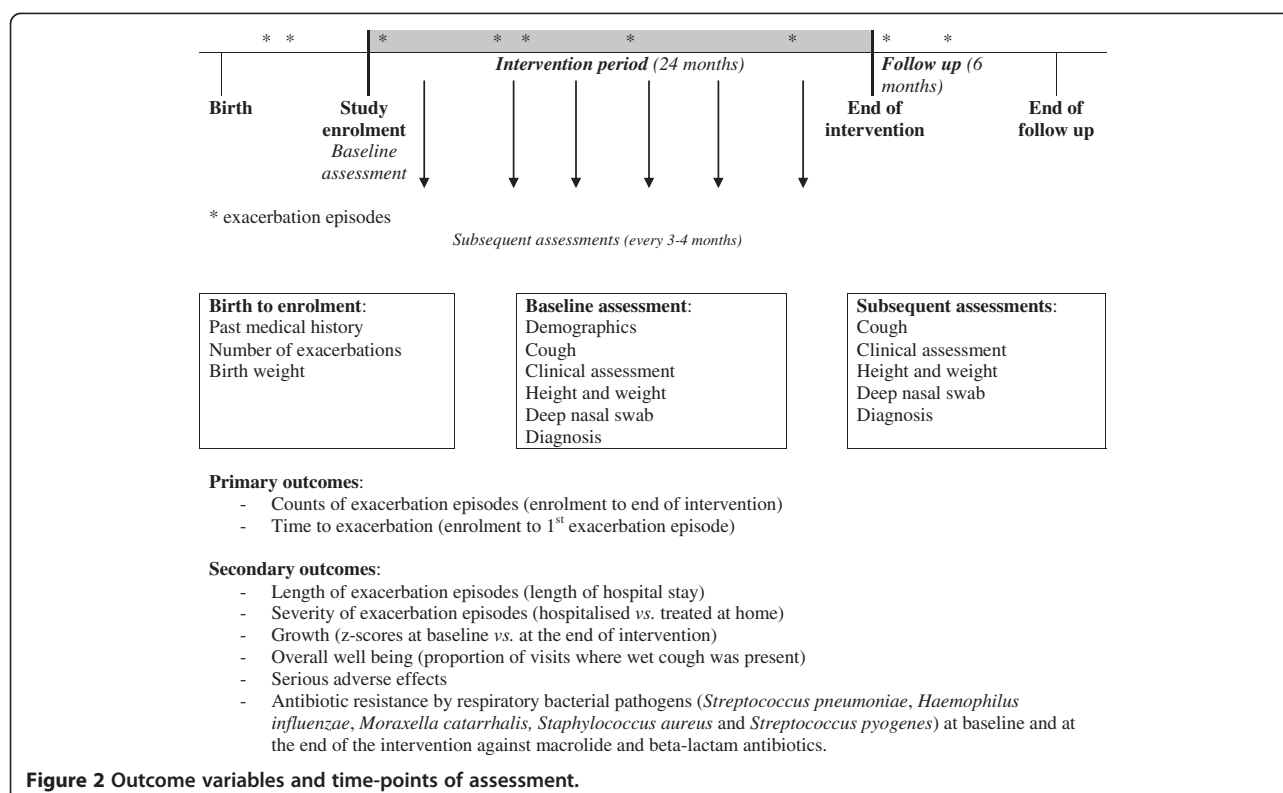 * * * * * * * * *
Intervention period (24 months)
Follow up (6
months)
Birth
Study
enrolment
Baseline
assessment
End of
intervention
End of
follow up
* exacerbation episodes
Subsequent assessments (every 3-4 months)
Birth to enrolment:
Past medical history
Number of exacerbations
Birth weight
Baseline assessment:
Demographics
Cough
Clinical assessment
Height and weight
Deep nasal swab
Diagnosis
Subsequent assessments:
Cough
Clinical assessment
Height and weight
Deep nasal swab
Diagnosis
Primary outcomes:
- Counts of exacerbation episodes (enrolment to end of intervention)
- Time to exacerbation (enrolment to 1st exacerbation episode)
Secondary outcomes:
- Length of exacerbation episodes (length of hospital stay)
- Severity of exacerbation episodes (hospitalised vs. treated at home)
- Growth (z-scores at baseline vs. at the end of intervention)
- Overall well being (proportion of visits where wet cough was present)
- Serious adverse effects
- Antibiotic resistance by respiratory bacterial pathogens (Streptococcus pneumoniae, Haemophilus
influenzae, Moraxella catarrhalis, Staphylococcus aureus and Streptococcus pyogenes) at baseline and at
the end of the intervention against macrolide and beta-lactam antibiotics.
Figure 2 Outcome variables and time-points of assessment.